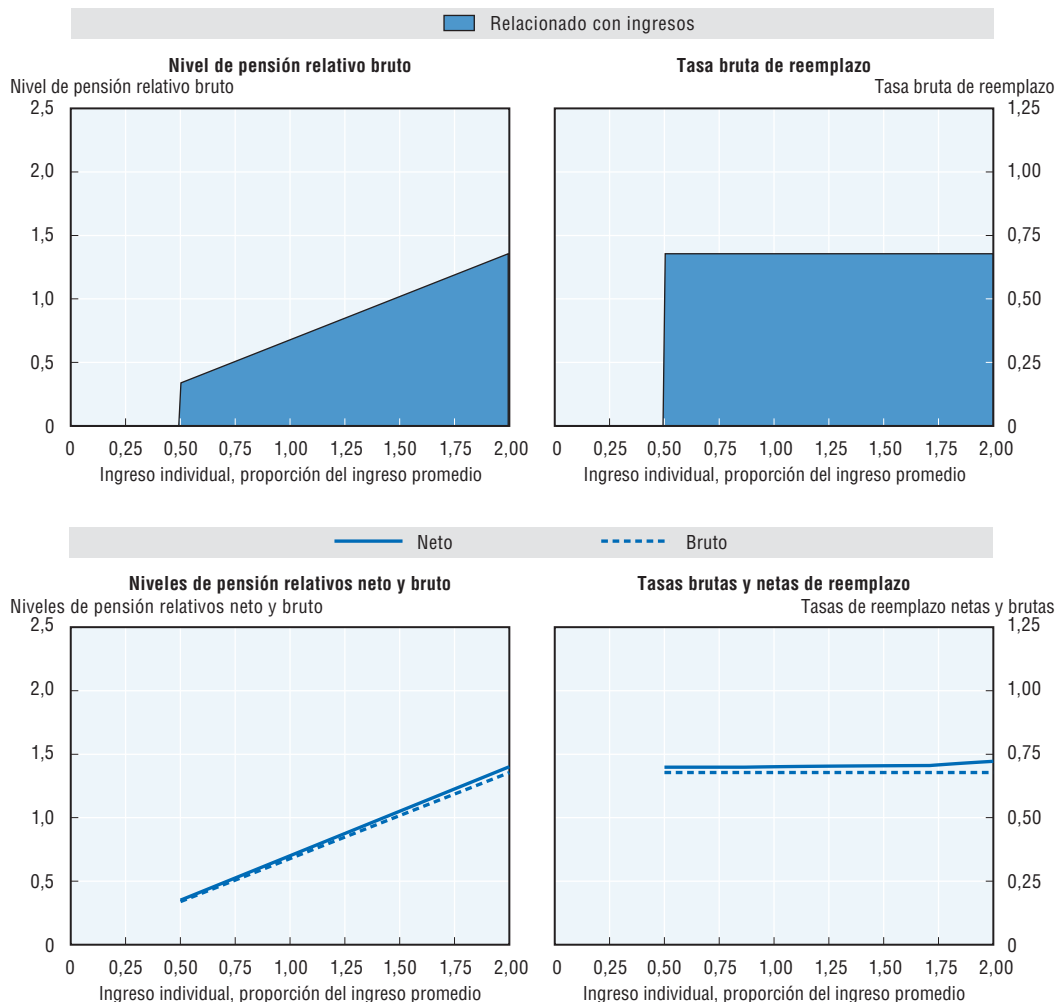 Relacionado con ingresos
Nivel de pensión relativo bruto
Nivel de pensión relativo bruto
2,5
2,0
1,5
1,0
0,5
0
0 0,25 0,50 0,75 1,00 1,25 1,50 1,75 2,00
Ingreso individual, proporción del ingreso promedio
Tasa bruta de reemplazo
Tasa bruta de reemplazo
1,25
1,00
0,75
0,50
0,25
0
0 0,25 0,50 0,75 1,00 1,25 1,50 1,75 2,00
Ingreso individual, proporción del ingreso promedio
Neto Bruto
Niveles de pensión relativos neto y bruto
Niveles de pensión relativos neto y bruto
2,5
2,0
1,5
1,0
0,5
0
0 0,25 0,50 0,75 1,00 1,25 1,50 1,75 2,00
Ingreso individual, proporción del ingreso promedio
Tasas brutas y netas de reemplazo
Tasas de reemplazo netas y brutas
1,25
1,00
0,75
0,50
0,25
0
0 0,25 0,50 0,75 1,00 1,25 1,50 1,75 2,00
Ingreso individual, proporción del ingreso promedio